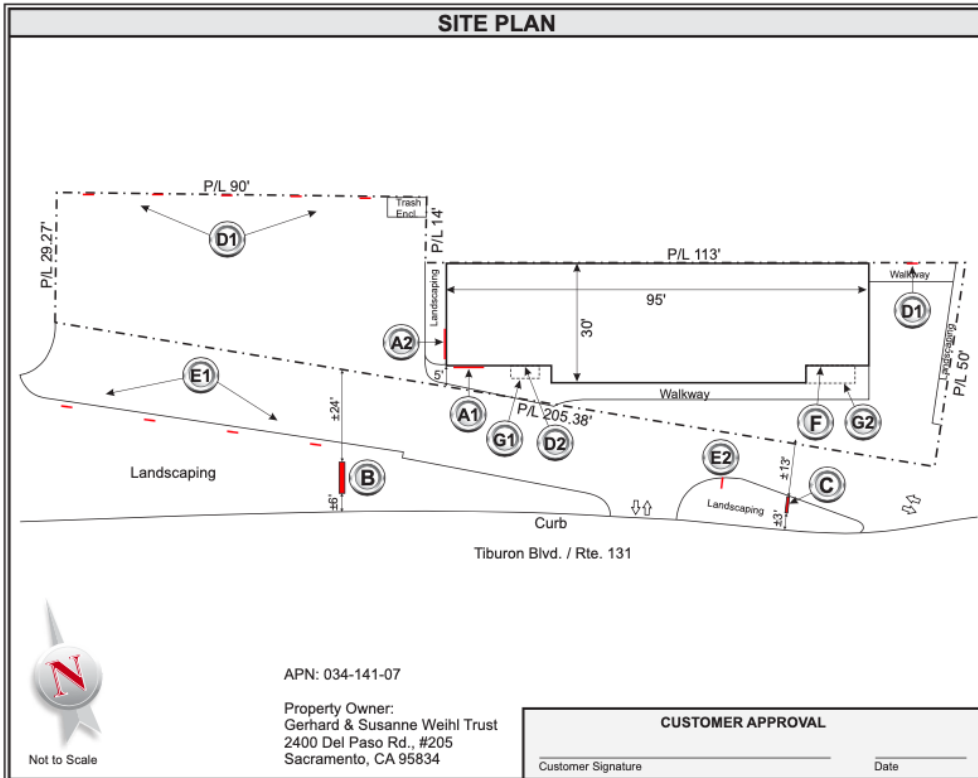 SITE PLAN
P/L 90'
Trash
Encl.
P/L 14'
P/L 29.27'
D1
P/L 113'
Walkway
Landscaping
95'
30'
D1
A2
Landscaping
P/L 50'
E1
5'
A1
P/L 205.38'
Walkway
G1
D2
F
G2
±24'
E2
±13'
Landscaping
B
C
±6'
Landscaping
±3'
Curb
Tiburon Blvd. / Rte. 131
N
Not to Scale
APN: 034-141-07
Property Owner:
Gerhard & Susanne Weihl Trust
2400 Del Paso Rd., #205
Sacramento, CA 95834
CUSTOMER APPROVAL
Customer Signature
Date